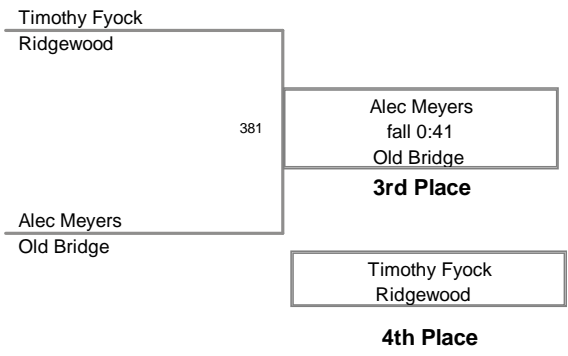 Timothy Fyock
Ridgewood
381
Alec Meyers
fall 0:41
Old Bridge
3rd Place
Alec Meyers
Old Bridge
Timothy Fyock
Ridgewood
4th Place